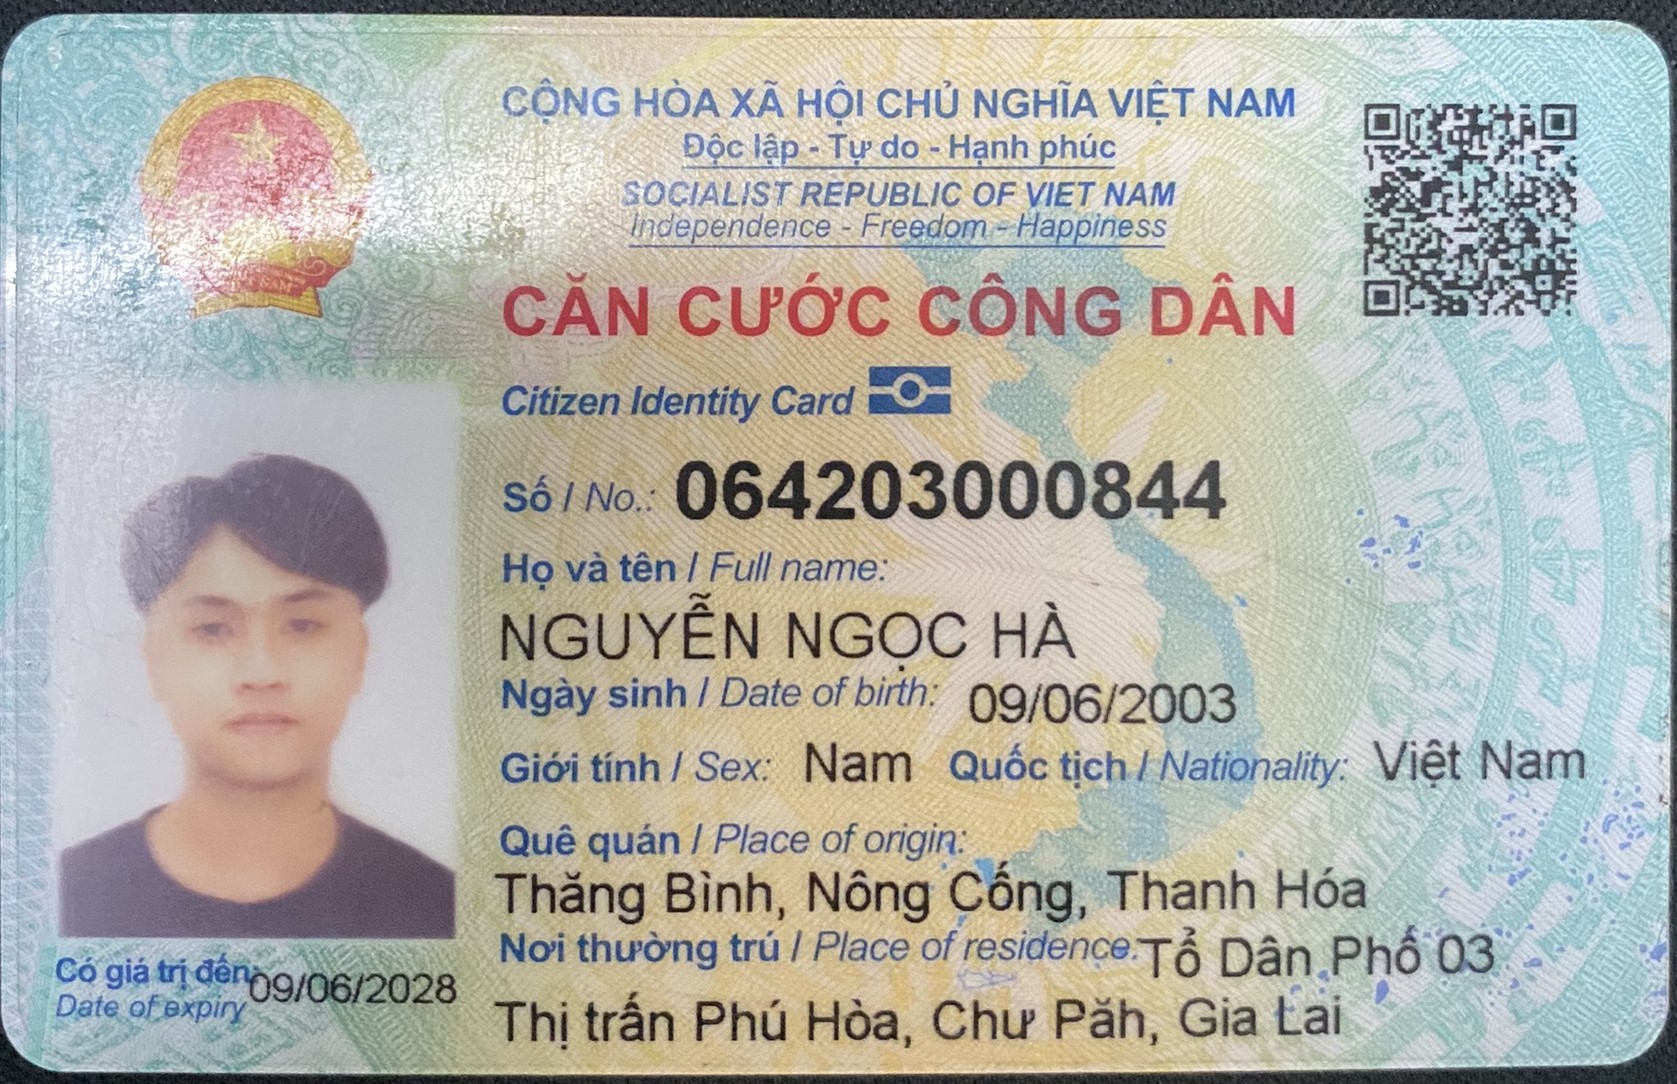 CỘNG HÒA XÃ HỘI CHỦ NGHĨA VIỆT NAM
Độc lập - Tự do - Hạnh phúc
SOCIALIST REPUBLIC OF VIET NAM
Independence - Freedom - Happiness
CĂN CƯỚC CÔNG DÂN
Citizen Identity Card
Số / No.: 064203000844
Họ và tên / Full name:
NGUYỄN NGỌC HÀ
Ngày sinh / Date of birth: 09/06/2003
Giới tính / Sex: Nam Quốc tịch / Nationality: Việt Nam
Quê quán / Place of origin:
Thăng Bình, Nông Cống, Thanh Hóa
Nơi thường trú / Place of residence: Tổ Dân Phố 03
Thị trấn Phú Hòa, Chư Păh, Gia Lai
Có giá trị đến: 09/06/2028
Date of expiry